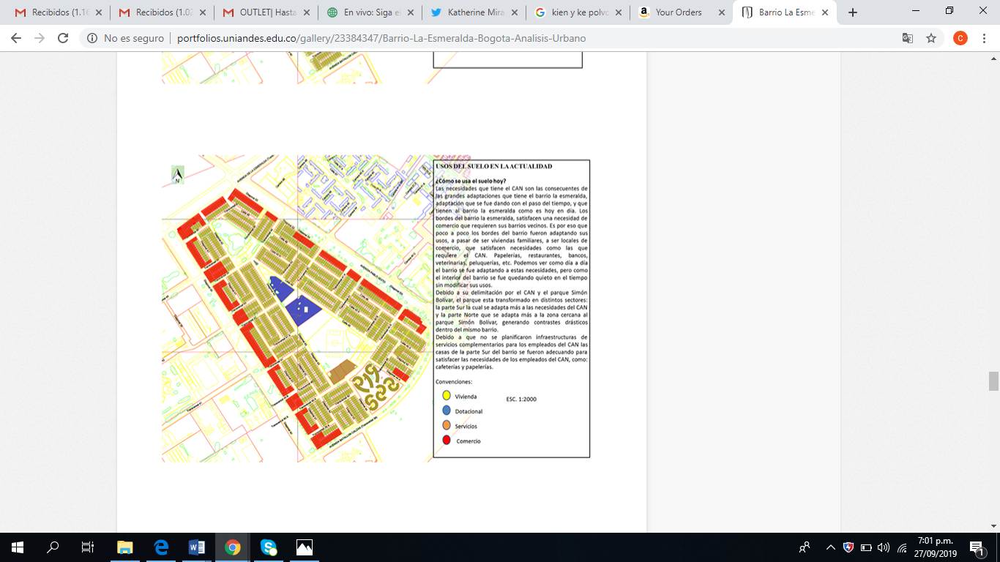 Recibidos (1.16
Recibidos (1.02
OUTLET| Hasta
En vivo: Siga el
Katherine Mira
kien y ke polvo
Your Orders
Barrio La Esme
No es seguro
portfolios.uniandes.edu.co/gallery/23384347/Barrio-La-Esmeralda-Bogota-Analisis-Urbano
C
AVENIDA BATALLON CALDAS
N
USOS DEL SUELO EN LA ACTUALIDAD
¿Cómo se usa el suelo hoy?
Las necesidades que tiene el CAN son las consecuentes de
las grandes adaptaciones que tiene el barrio la esmeralda,
adaptación que se fue dando con el paso del tiempo, y que
tienen al barrio la esmeralda como es hoy en día. Los
bordes del barrio la esmeralda, satisfacen una necesidad de
comercio que requieren sus barrios vecinos. Es por eso que
poco a poco los bordes del barrio fueron adaptando sus
usos, a pasar de ser viviendas familiares, a ser locales de
comercio, que satisfacen necesidades como las que
requiere el CAN. Papelerías, restaurantes, bancos,
veterinarias, peluquerías, etc. Podemos ver como día a día
el barrio se fue adaptando a estas necesidades, pero como
el interior del barrio se fue quedando quieto en el tiempo
sin modificar sus usos.
Debido a su delimitación por el CAN y el parque Simón
Bolívar, el parque esta transformado en distintos sectores:
la parte Sur la cual se adapta más a las necesidades del CAN
y la parte Norte que se adapta más a la zona cercana al
parque Simón Bolívar, generando contrastes drásticos
dentro del mismo barrio.
Debido a que no se planificaron infraestructuras de
servicios complementarios para los empleados del CAN las
casas de la parte Sur del barrio se fueron adecuando para
satisfacer las necesidades de los empleados del CAN, como:
cafeterías y papelerías.
Convenciones:
Vivienda
ESC. 1:2000
Dotacional
Servicios
Comercio
AVENIDA DE LA ESMERALDA
AVENIDA PABLO SEXTO
AVENIDA BATALLON CALDAS
7:01 p.m.
27/09/2019
1